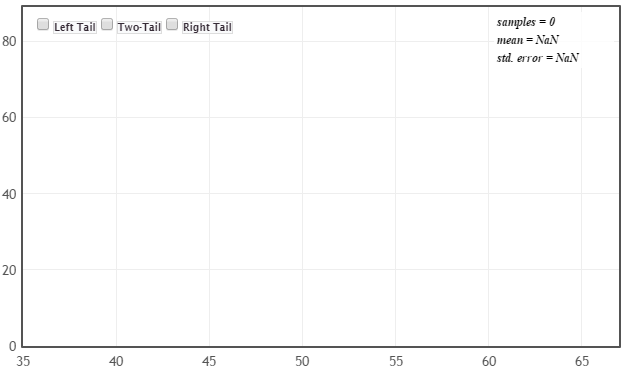 Left Tail Two-Tail Right Tail
samples = 0
mean = NaN
std. error = NaN
80
60
40
20
0
35 40 45 50 55 60 65